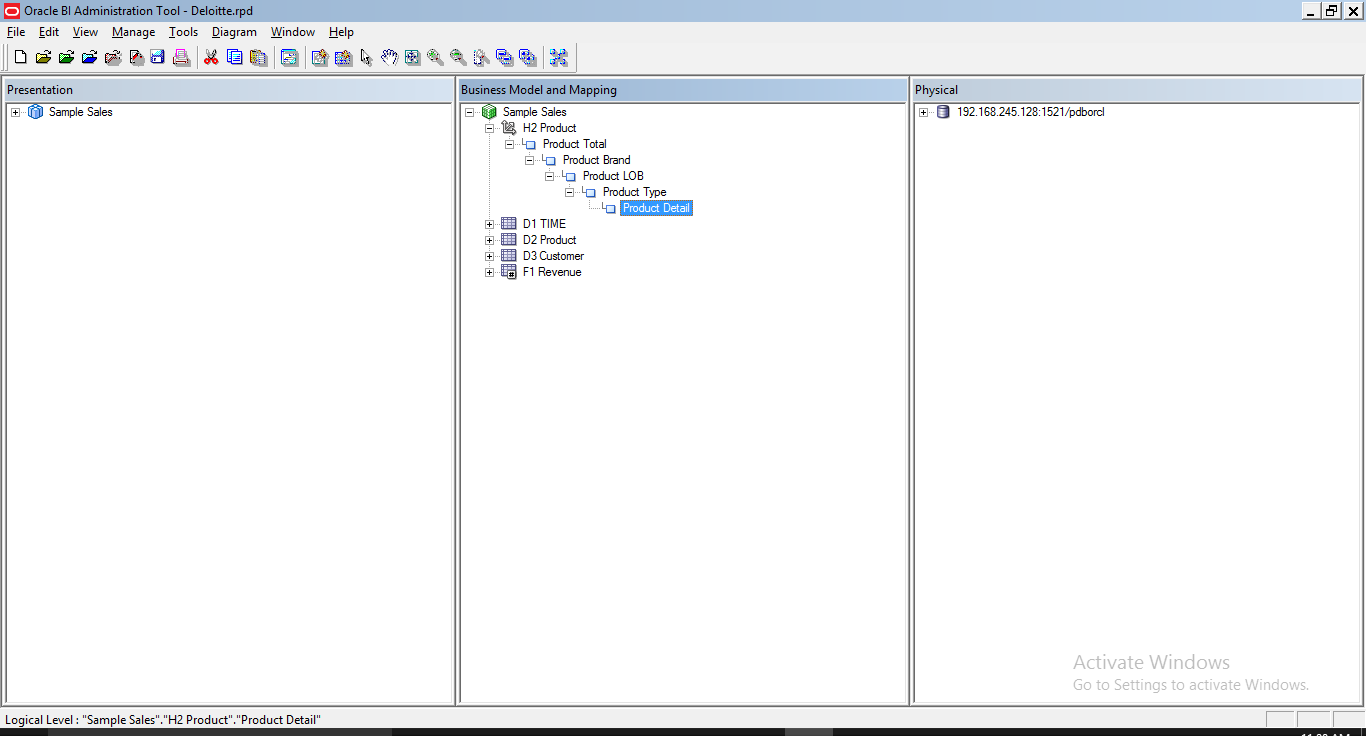 Oracle BI Administration Tool - Deloitte.rpd
File Edit View Manage Tools Diagram Window Help
Presentation
Sample Sales
Business Model and Mapping
Sample Sales
H2 Product
Product Total
Product Brand
Product LOB
Product Type
Product Detail
D1 TIME
D2 Product
D3 Customer
F1 Revenue
Physical
192.168.245.128:1521/pdborcl
Activate Windows
Go to Settings to activate Windows.
Logical Level : "Sample Sales"."H2 Product"."Product Detail"